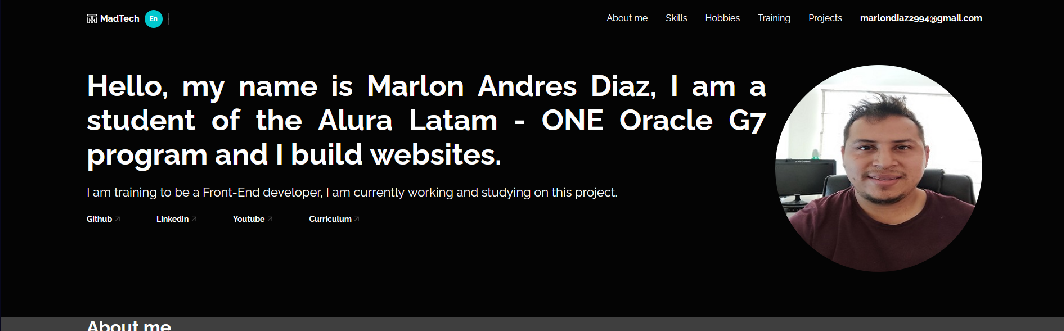 MadTech En
About me Skills Hobbies Training Projects marlondiaz2994@gmail.com
Hello, my name is Marlon Andres Diaz, I am a
student of the Alura Latam - ONE Oracle G7
program and I build websites.
I am training to be a Front-End developer, I am currently working and studying on this project.
Github Linkedin Youtube Curriculum
About me